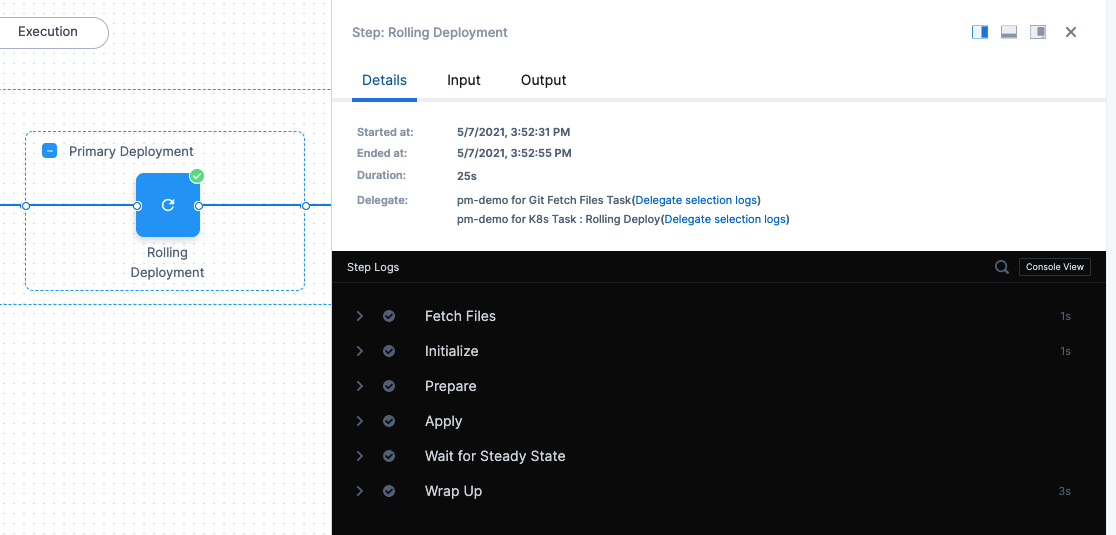 Execution
Primary Deployment
Rolling
Deployment
Step: Rolling Deployment
Details Input Output
Started at: 5/7/2021, 3:52:31 PM
Ended at: 5/7/2021, 3:52:55 PM
Duration: 25s
Delegate: pm-demo for Git Fetch Files Task(Delegate selection logs)
pm-demo for K8s Task : Rolling Deploy(Delegate selection logs)
Step Logs Console View
Fetch Files 1s
Initialize 1s
Prepare
Apply
Wait for Steady State
Wrap Up 3s